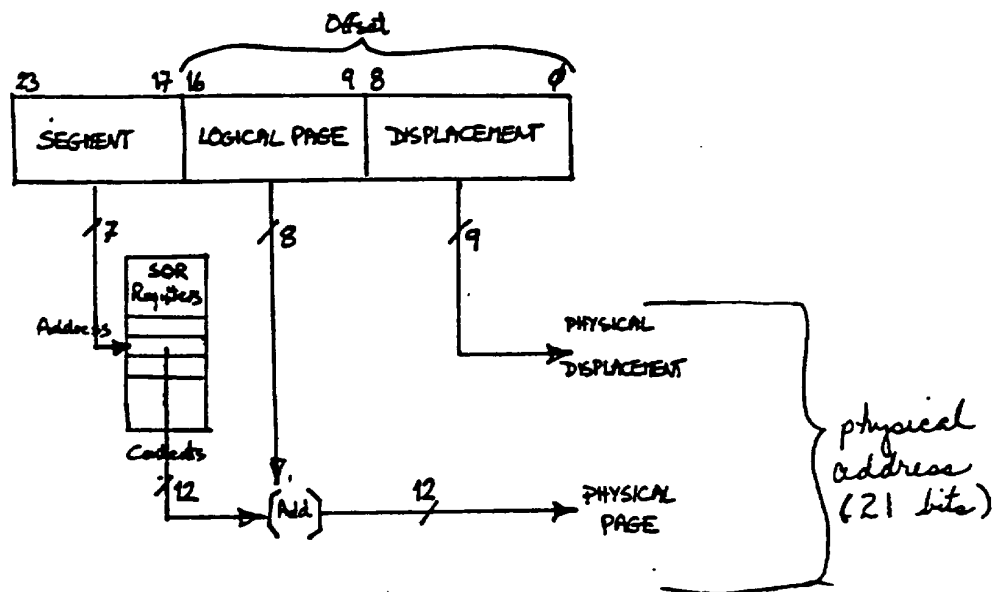 Offset
23 17 16 9 8 0
SEGMENT LOGICAL PAGE DISPLACEMENT
7 8 9
SOR
Registers
Address
PHYSICAL
DISPLACEMENT
Contents
12
Add
12
PHYSICAL
PAGE
physical
address
(21 bits)